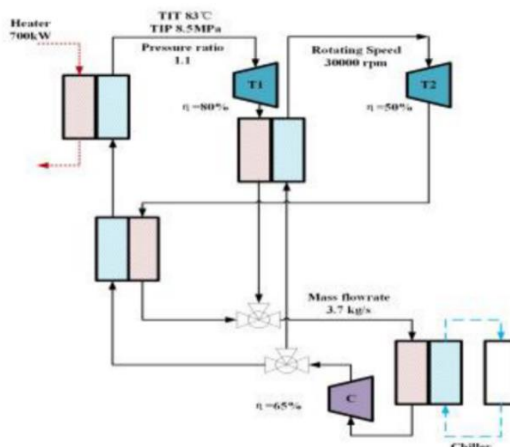 Heater
700kW
TIT 83℃
TIP 8.5MPa
Pressure ratio
1.1
Rotating Speed
30000 rpm
T1
T2
η=80%
η=50%
Mass flowrate
3.7 kg/s
C
η=65%
Chiller